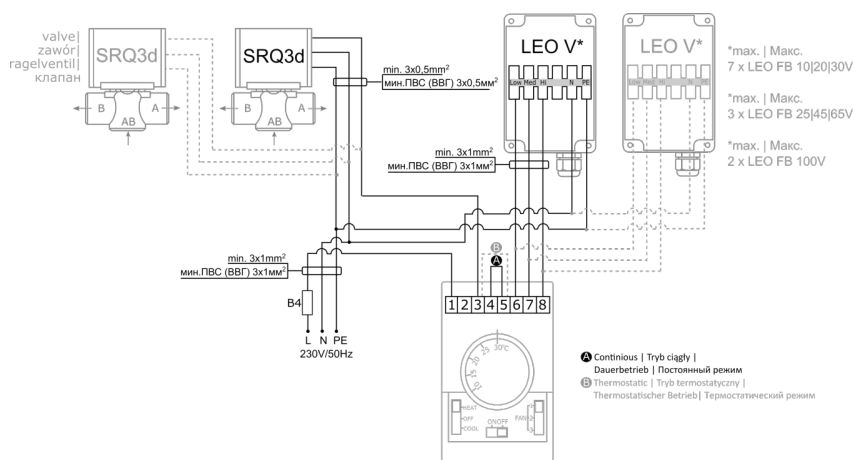 valve|
zawór|
ragelventil|
клапан
SRQ3d
B
A
AB
SRQ3d
B
A
AB
min. 3x0,5mm²
мин.ПВС (ВВГ) 3x0,5мм²
LEO V*
Low Med Hi N PE
LEO V*
Low Med Hi N PE
*max. | Макс.
7 x LEO FB 10|20|30V
*max. | Макс.
3 x LEO FB 25|45|65V
*max. | Макс.
2 x LEO FB 100V
min. 3x1mm²
мин.ПВС (ВВГ) 3x1мм²
min. 3x1mm²
мин.ПВС (ВВГ) 3x1мм²
B4
L N PE
230V/50Hz
B
A
1 2 3 4 5 6 7 8
10 15 20 25 30°C
HEAT
OFF
COOL
ONOFF
FAN
1
2
3
A Continious | Tryb ciągły |
Dauerbetrieb | Постоянный режим
B Thermostatic | Tryb termostatyczny |
Thermostatischer Betrieb| Термостатический режим